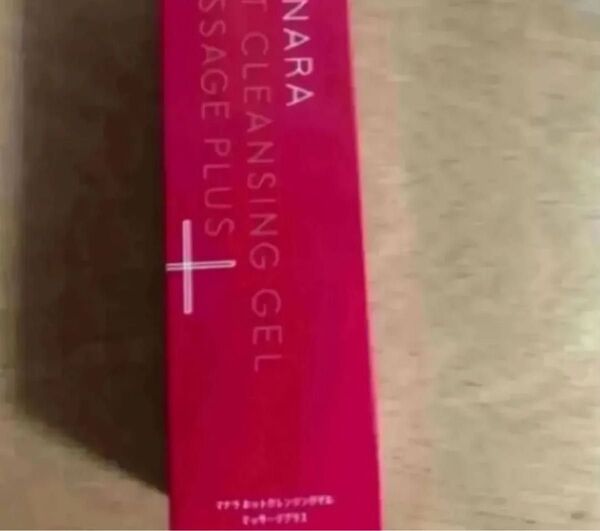 NARA
T CLEANSING GEL
SSAGE PLUS
マナラ ホットクレンジングゲル
マッサージプラス